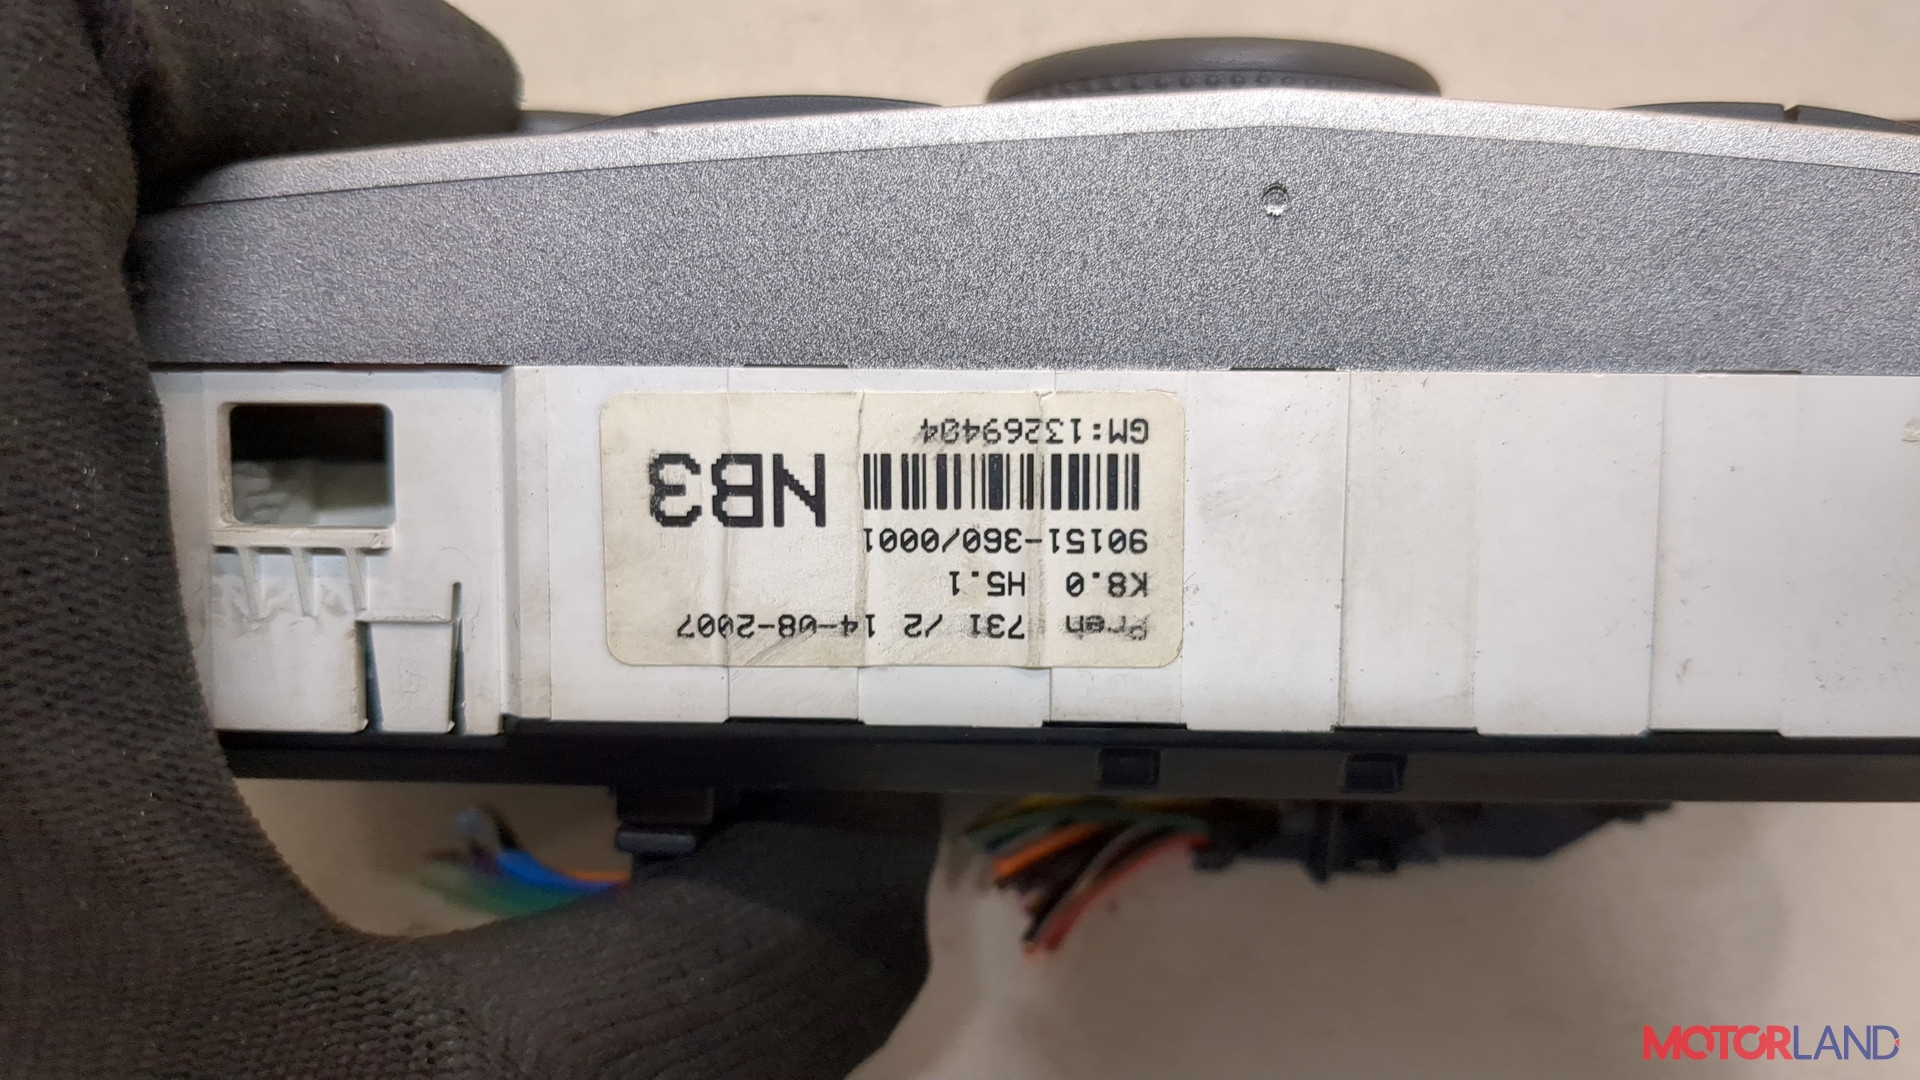 Preh 731 /2 14-08-2007
K8.0 H5.1
90151-360/0001
NB3
GM:13269404
MOTORLAND